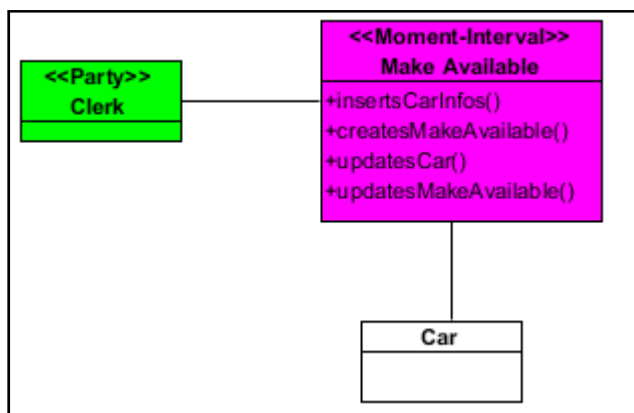 <<Party>>
Clerk
<<Moment-Interval>>
Make Available
+insertsCarInfos()
+createsMakeAvailable()
+updatesCar()
+updatesMakeAvailable()
Car